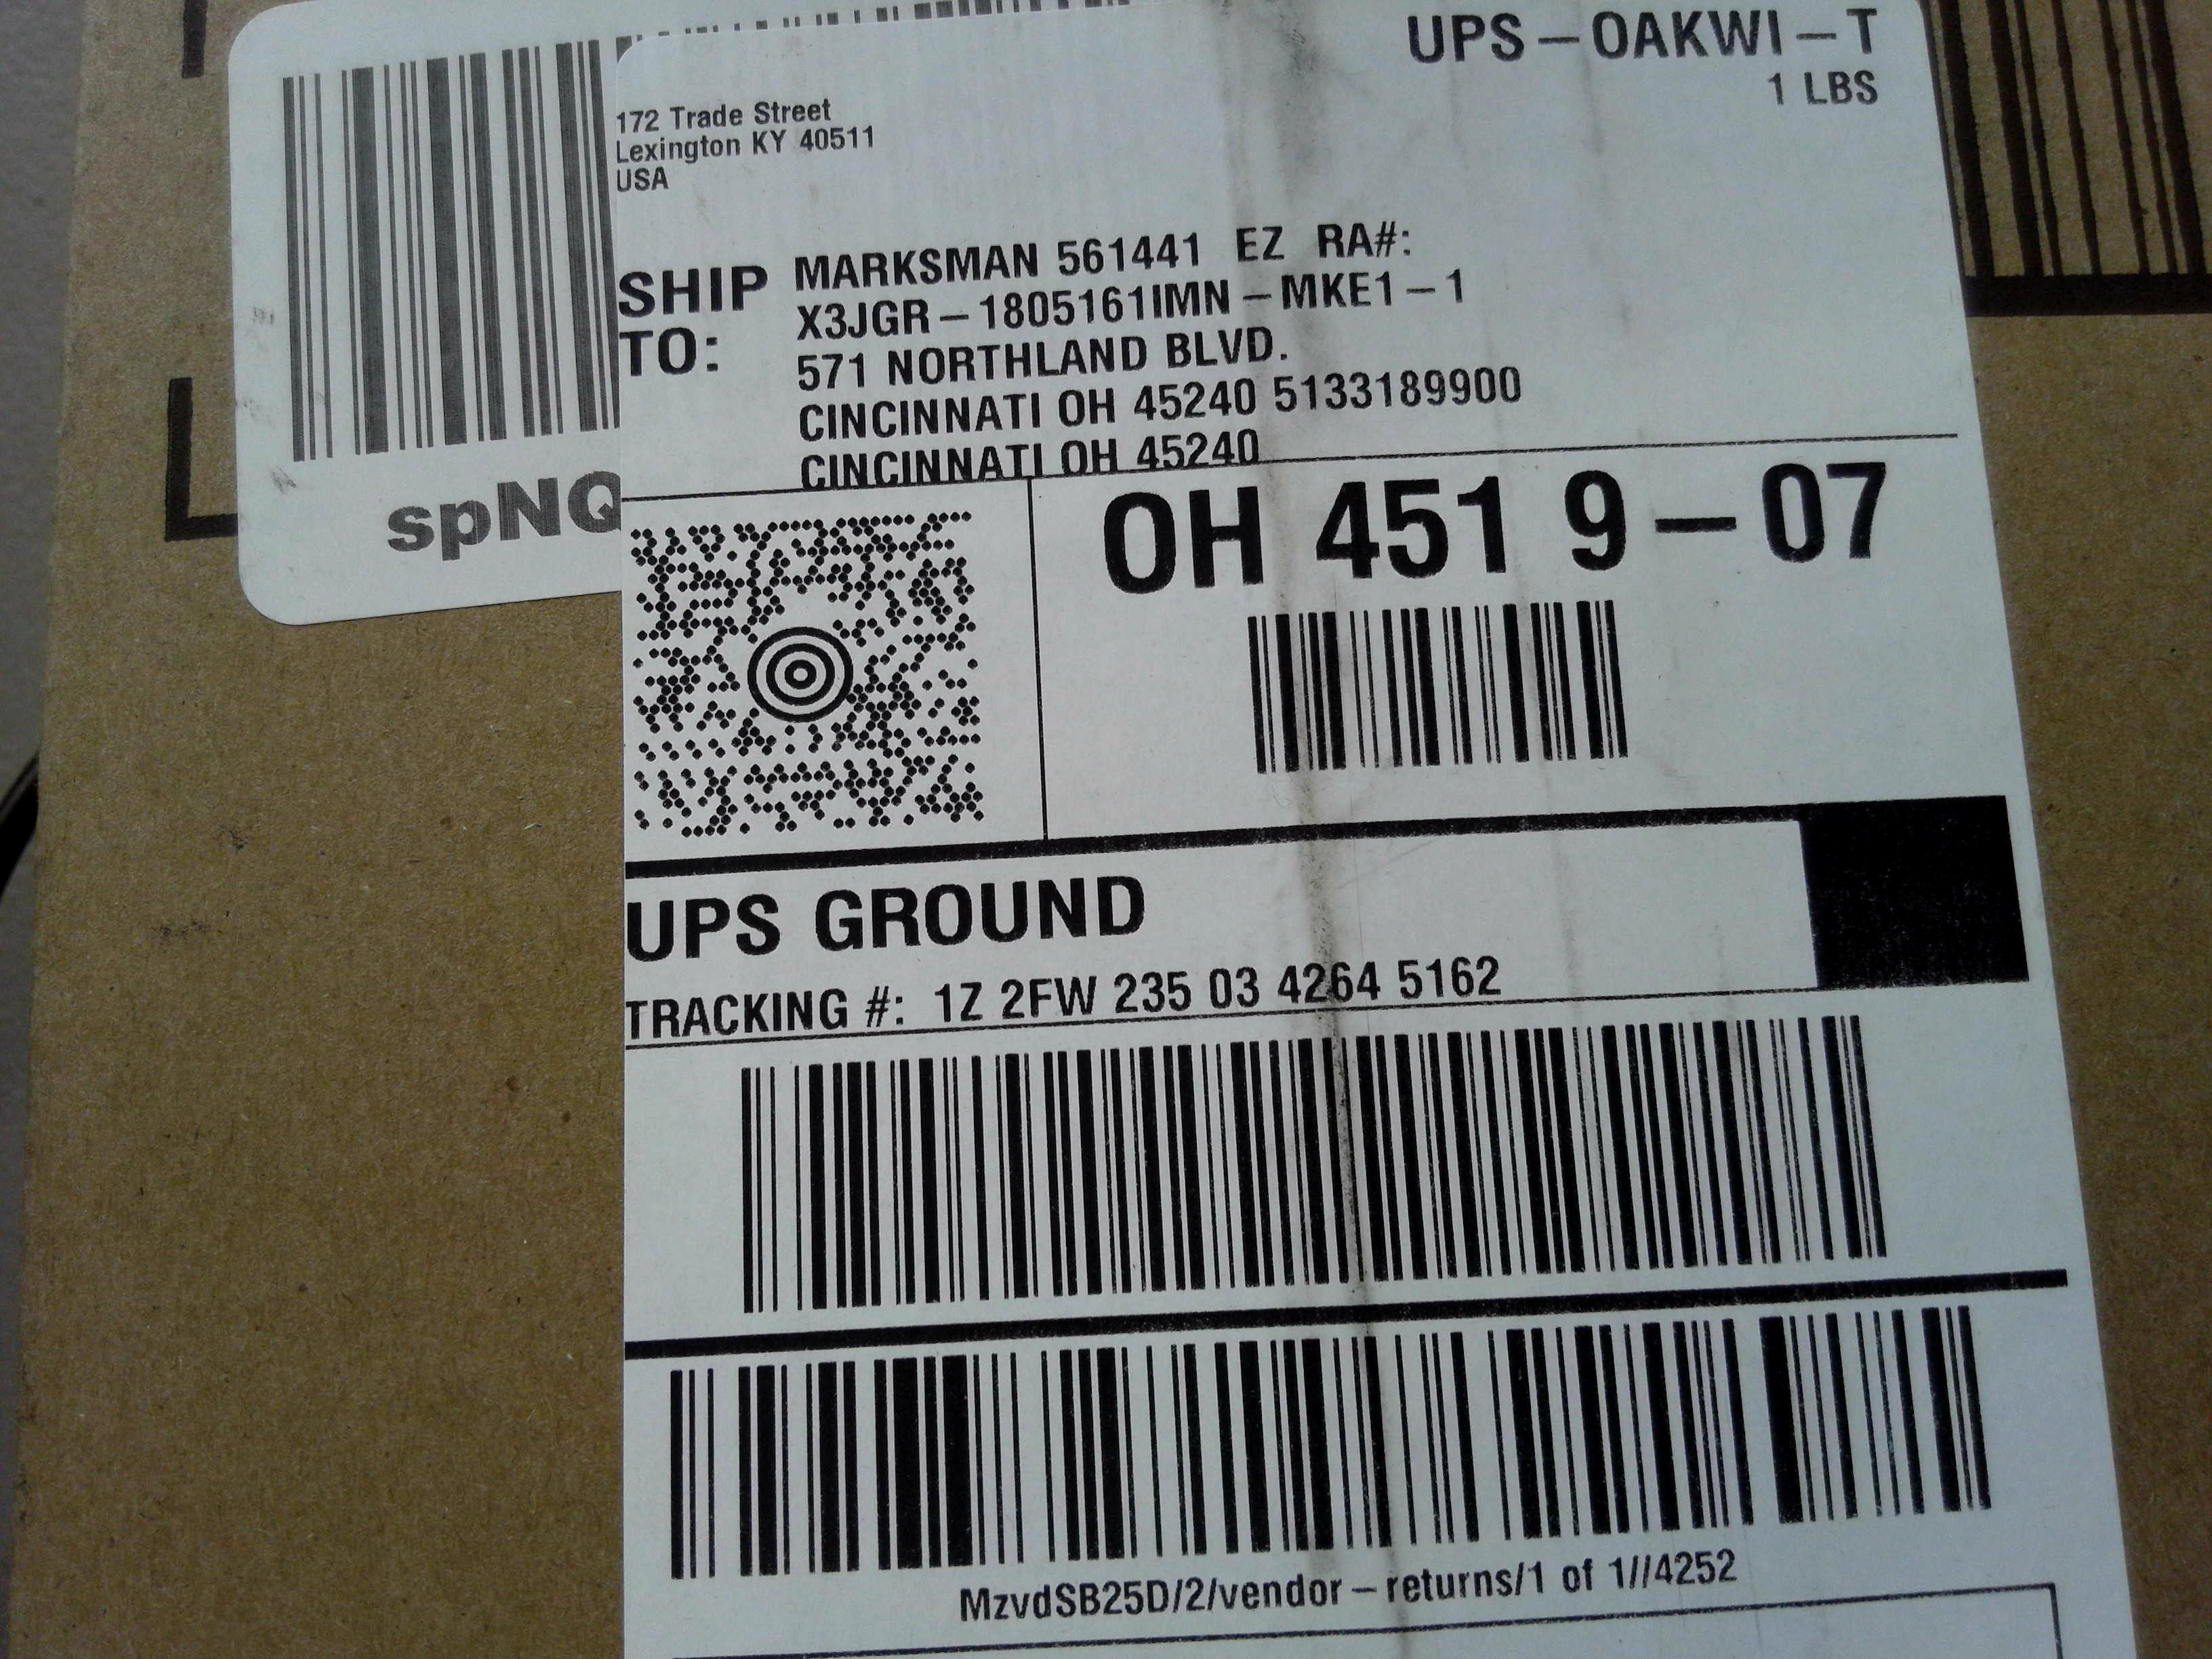 UPS – OAKWI – T
1 LBS
172 Trade Street
Lexington KY 40511
USA
SHIP TO:
MARKSMAN 561441 EZ RA#:
X3JGR – 1805161IMN – MKE1 – 1
571 NORTHLAND BLVD.
CINCINNATI OH 45240 5133189900
CINCINNATI OH 45240
spNQ
OH 451 9 – 07
UPS GROUND
TRACKING #: 1Z 2FW 235 03 4264 5162
MzvdSB25D/2/vendor – returns/1 of 1//4252